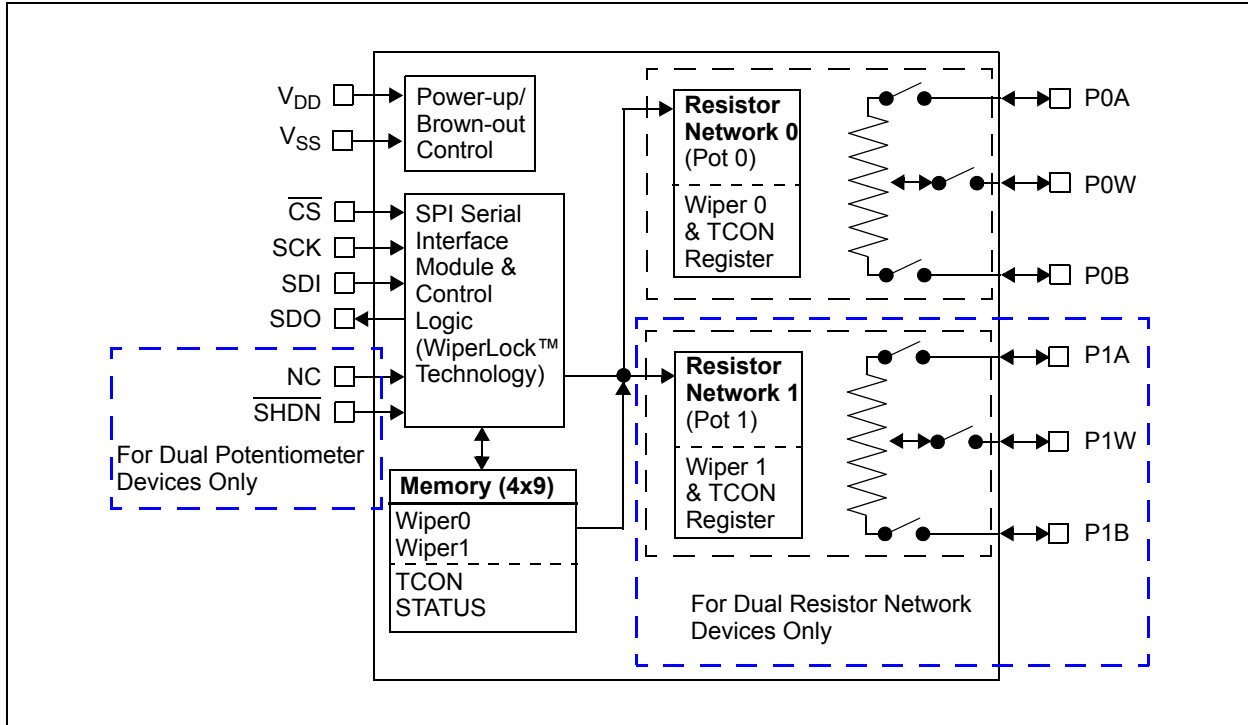 VDD
VSS
Power-up/
Brown-out
Control
C̅S̅
SCK
SDI
SDO
NC
S̅H̅D̅N̅
SPI Serial
Interface
Module &
Control
Logic
(WiperLock™
Technology)
For Dual Potentiometer
Devices Only
Memory (4x9)
Wiper0
Wiper1
TCON
STATUS
Resistor
Network 0
(Pot 0)
Wiper 0
& TCON
Register
P0A
P0W
P0B
Resistor
Network 1
(Pot 1)
Wiper 1
& TCON
Register
P1A
P1W
P1B
For Dual Resistor Network
Devices Only